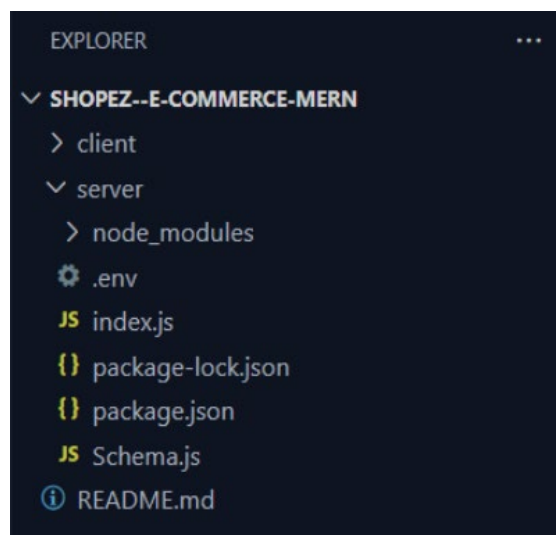 EXPLORER ...
SHOPEZ--E-COMMERCE-MERN
client
server
node_modules
.env
JS index.js
{} package-lock.json
{} package.json
JS Schema.js
README.md